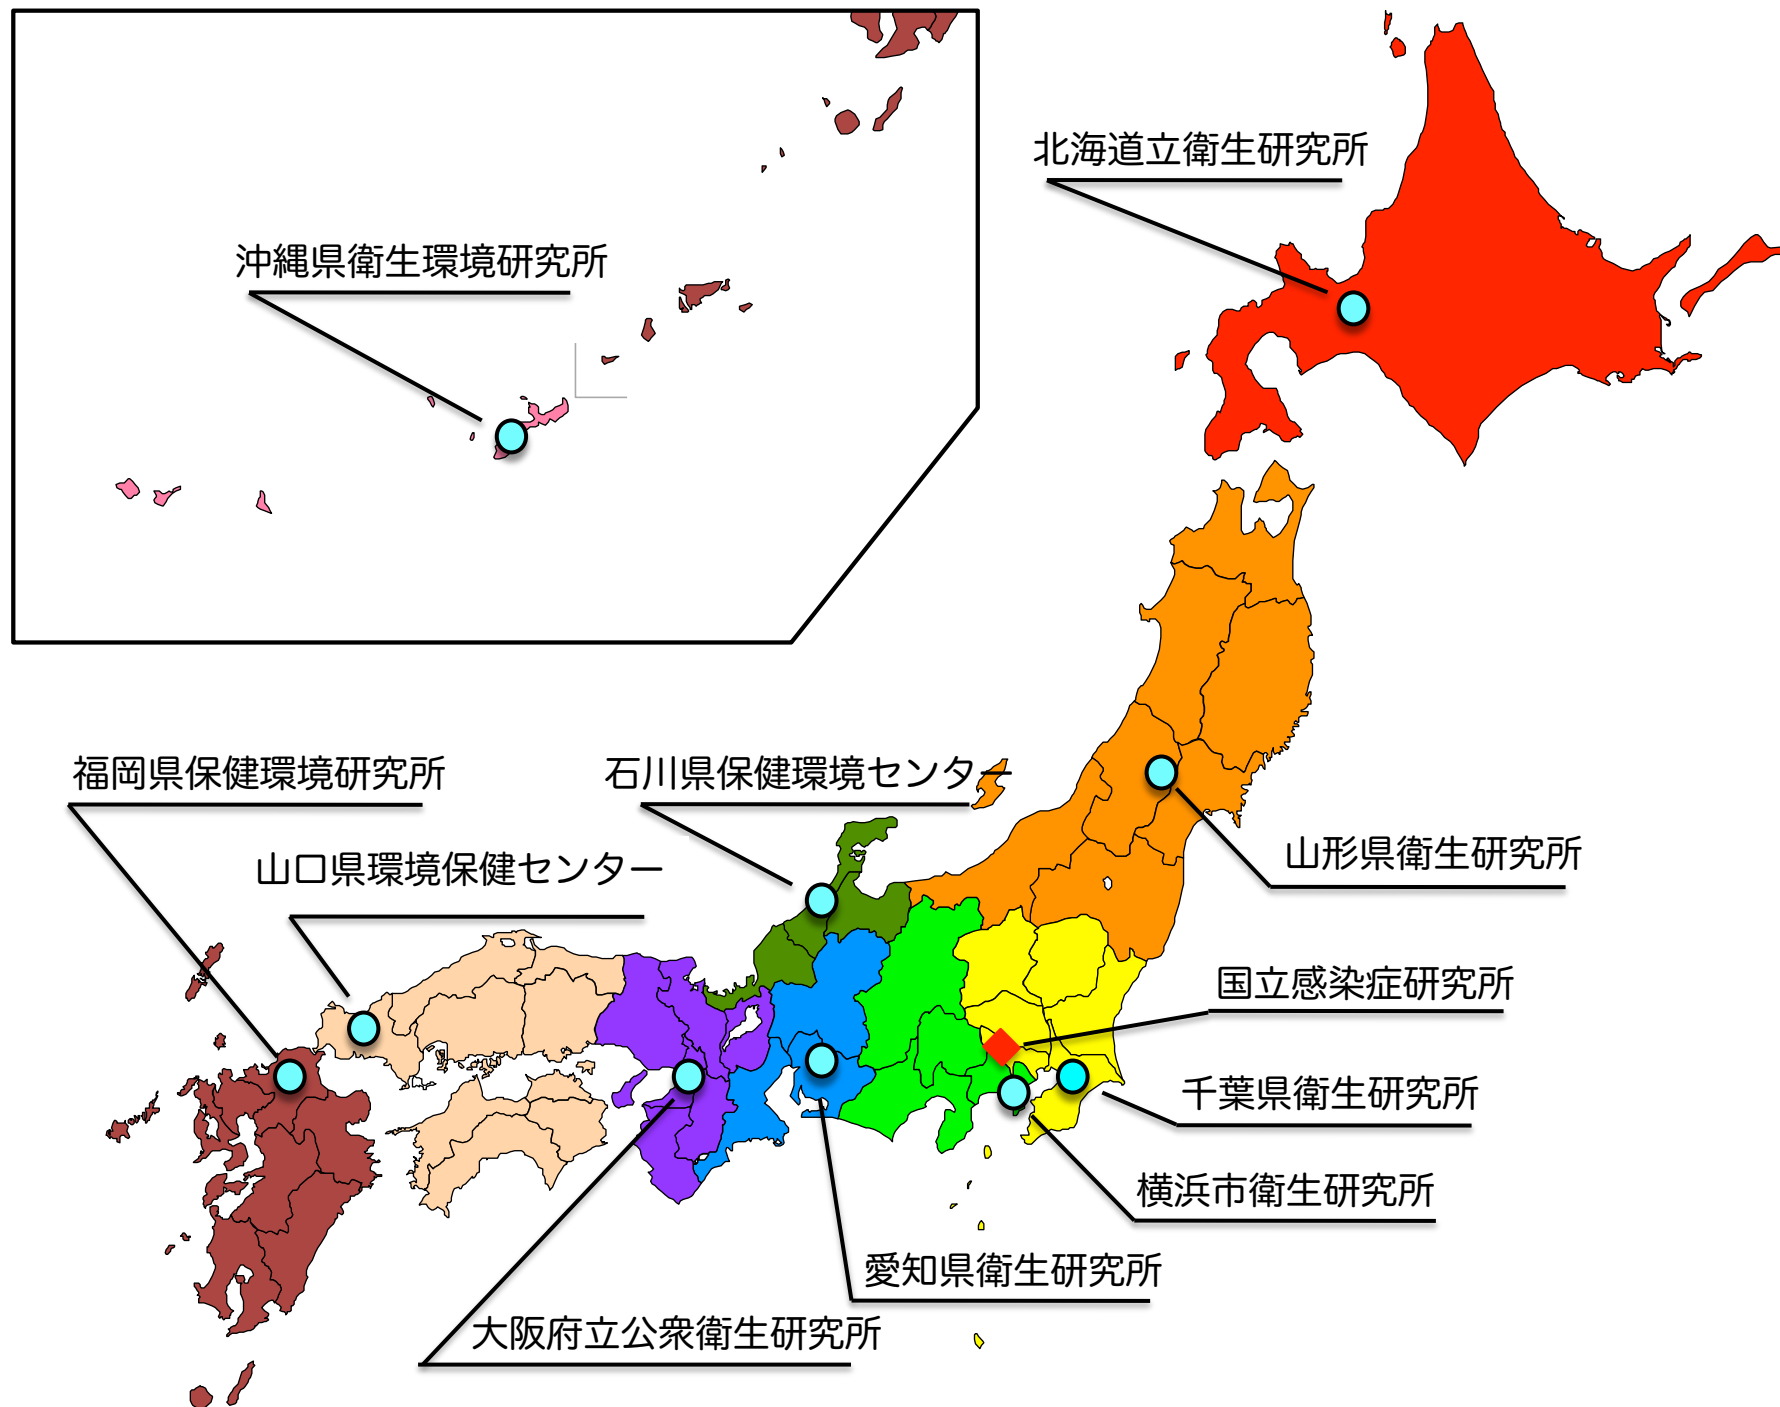 北海道立衛生研究所
沖縄県衛生環境研究所
福岡県保健環境研究所
石川県保健環境センター
山口県環境保健センター
山形県衛生研究所
国立感染症研究所
千葉県衛生研究所
横浜市衛生研究所
愛知県衛生研究所
大阪府立公衆衛生研究所